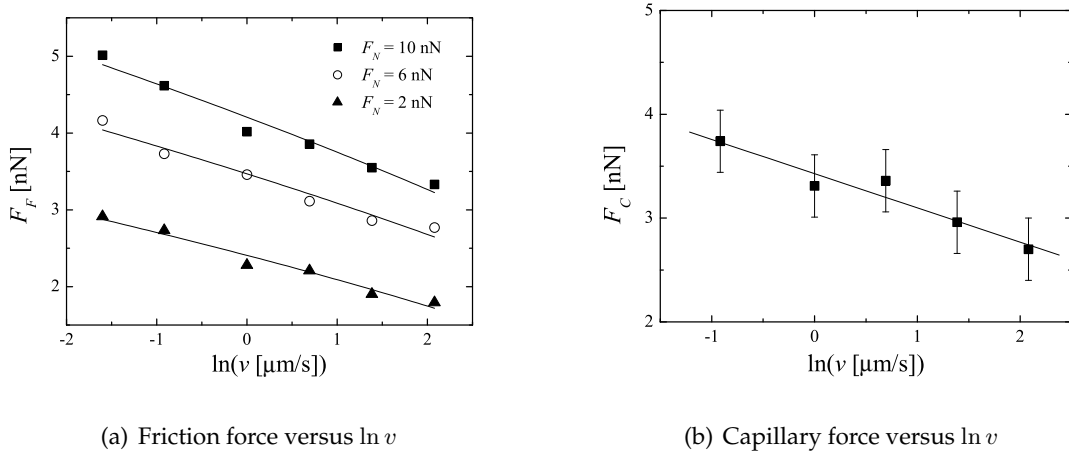 5
4
3
2
F_F [nN]
F_N = 10 nN
F_N = 6 nN
F_N = 2 nN
-2 -1 0 1 2
ln(v [μm/s])
(a) Friction force versus ln v
5
4
3
2
F_C [nN]
-1 0 1 2
ln(v [μm/s])
(b) Capillary force versus ln v